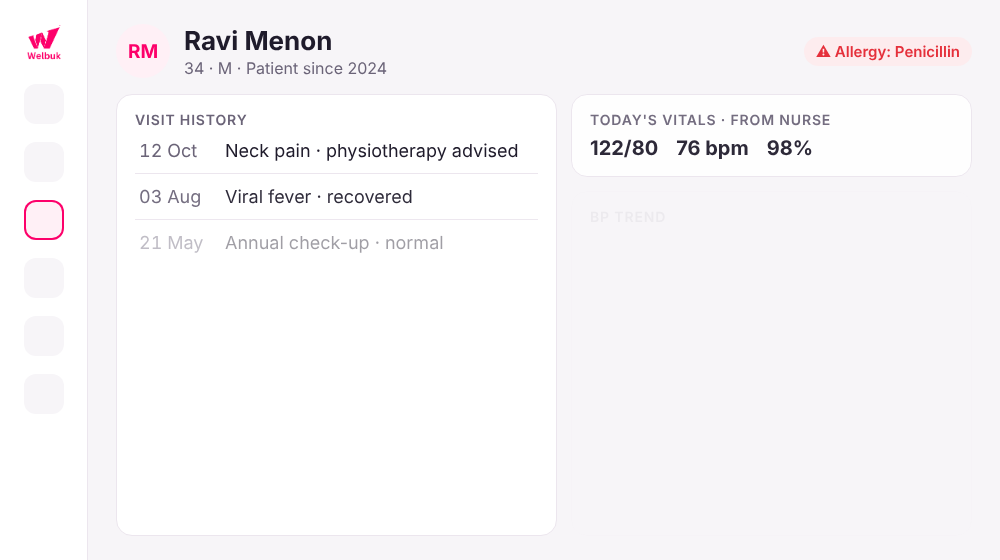 Welbuk
RM
Ravi Menon
34 · M · Patient since 2024
⚠ Allergy: Penicillin
VISIT HISTORY
12 Oct Neck pain · physiotherapy advised
03 Aug Viral fever · recovered
21 May Annual check-up · normal
TODAY'S VITALS · FROM NURSE
122/80 76 bpm 98%
BP TREND